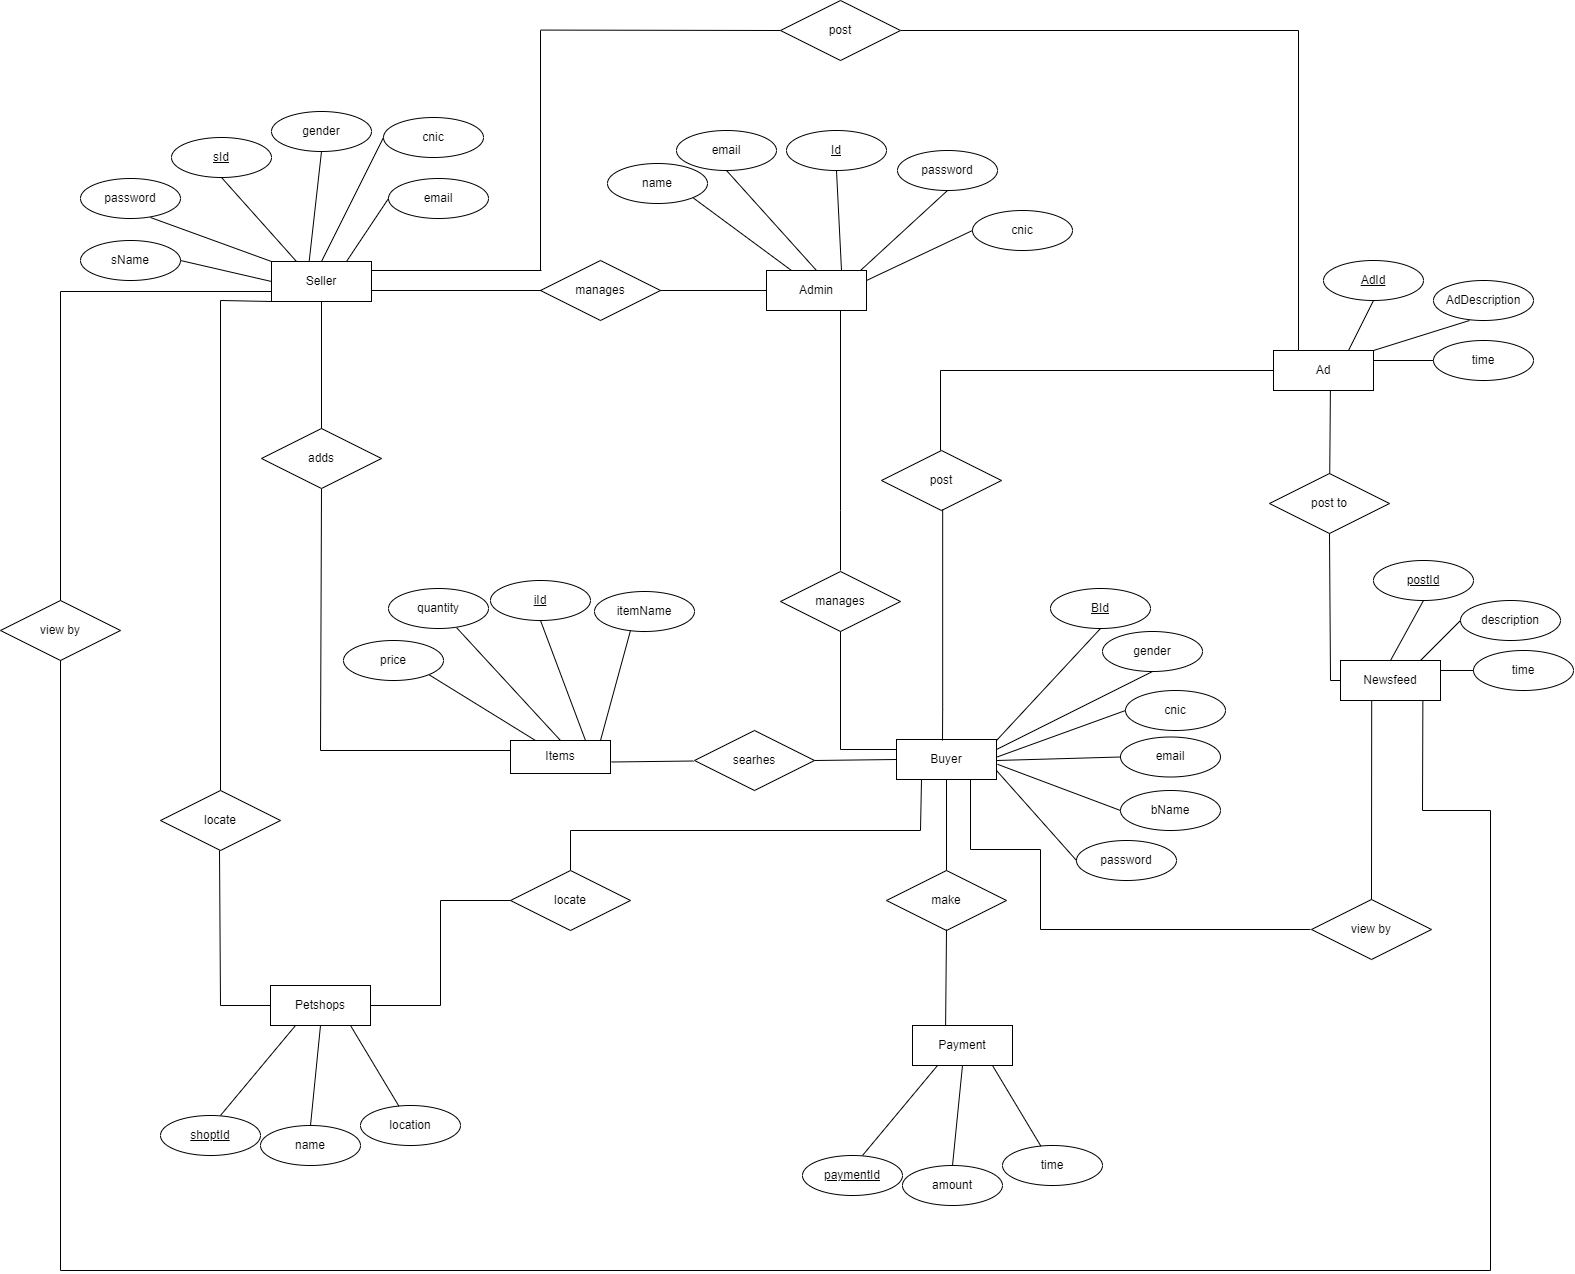 post
gender
cnic
sId
email
Id
name
password
password
email
cnic
sName
Seller
manages
Admin
AdId
AdDescription
time
Ad
adds
post
post to
view by
quantity
iId
itemName
price
manages
BId
postId
description
gender
time
Newsfeed
cnic
Items
searhes
Buyer
email
bName
password
locate
locate
make
view by
Petshops
Payment
shoptId
name
location
paymentId
amount
time